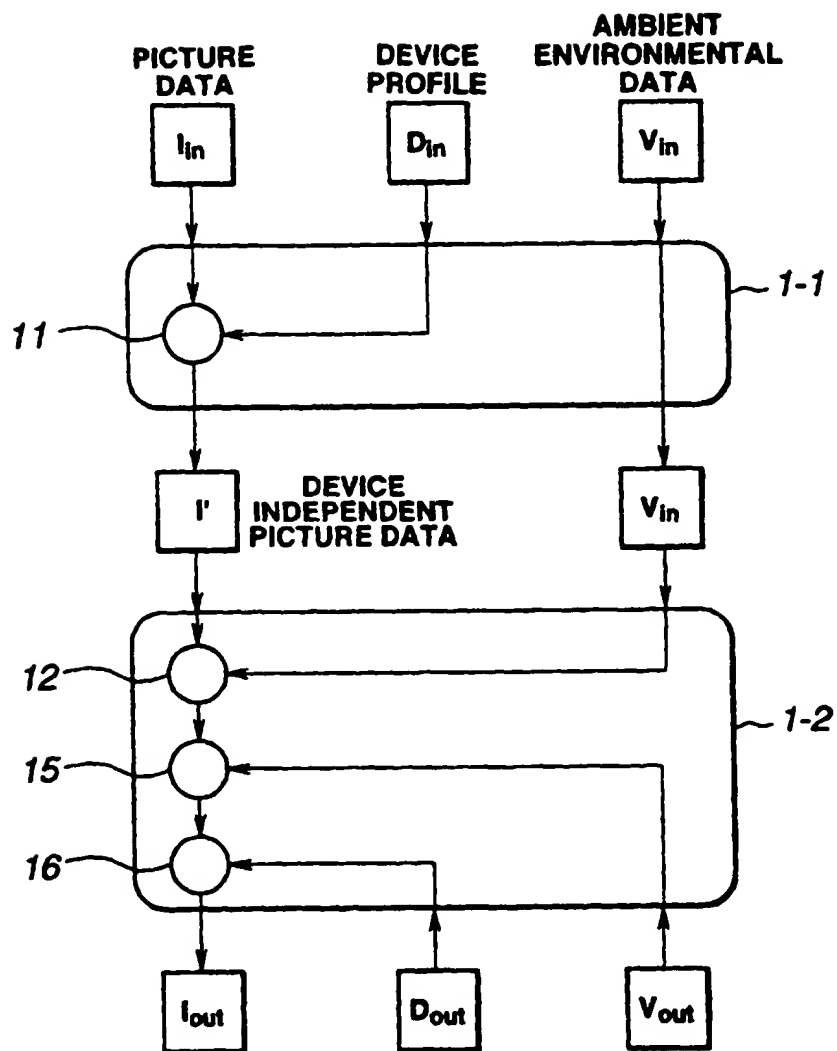 PICTURE
DATA
DEVICE
PROFILE
AMBIENT
ENVIRONMENTAL
DATA
Iin
Din
Vin
1-1
11
I'
DEVICE
INDEPENDENT
PICTURE DATA
Vin
12
1-2
15
16
Iout
Dout
Vout